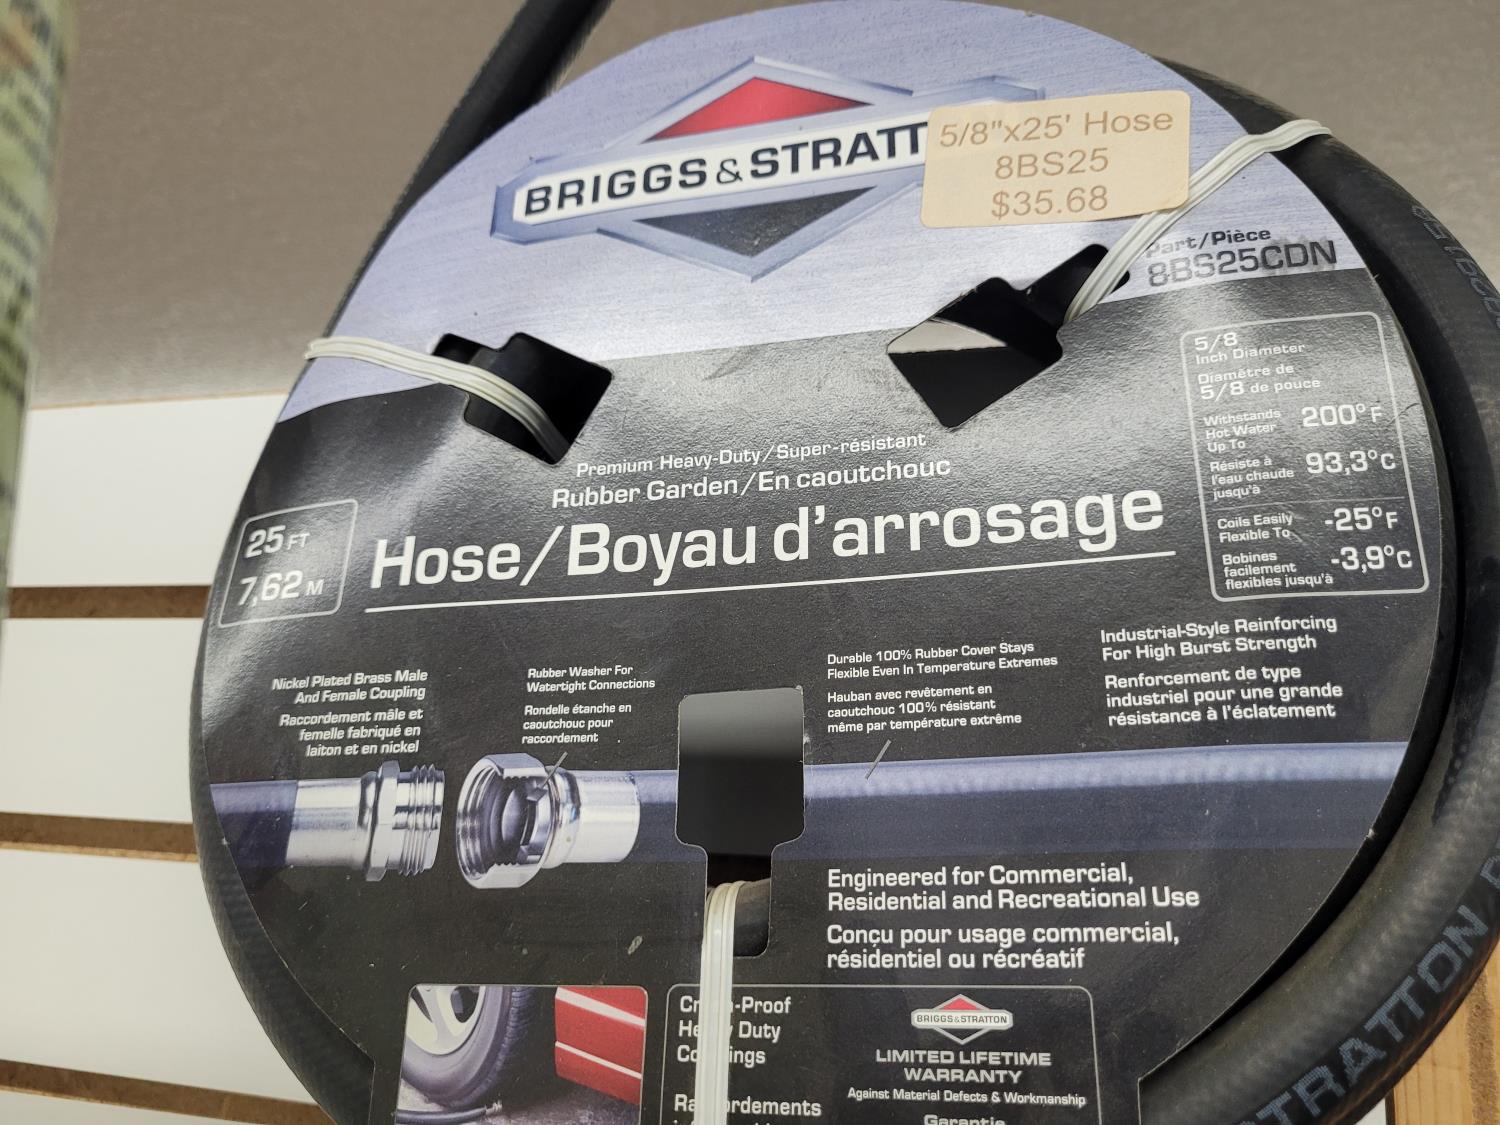 BRIGGS & STRATT
5/8"x25' Hose
8BS25
$35.68
Part/Pièce
8BS25CDN
5/8
Inch Diameter
Diamètre de
5/8 de pouce
Withstands
Hot Water
Up To
200°F
Résiste à
l'eau chaude
jusqu'à
93,3°C
Coils Easily
Flexible To
-25°F
Bobines
facilement
flexibles jusqu'à
-3,9°C
Premium Heavy-Duty/Super-résistant
Rubber Garden/En caoutchouc
Hose/Boyau d'arrosage
25 FT
7,62 M
Nickel Plated Brass Male
And Female Coupling
Raccordement mâle et
femelle fabriqué en
laiton et en nickel
Rubber Washer For
Watertight Connections
Rondelle étanche en
caoutchouc pour
raccordement
Durable 100% Rubber Cover Stays
Flexible Even In Temperature Extremes
Hauban avec revêtement en
caoutchouc 100% résistant
même par température extrême
Industrial-Style Reinforcing
For High Burst Strength
Renforcement de type
industriel pour une grande
résistance à l'éclatement
Engineered for Commercial,
Residential and Recreational Use
Conçu pour usage commercial,
résidentiel ou récréatif
-Proof
Duty
BRIGGS & STRATTON
LIMITED LIFETIME
WARRANTY
Against Material Defects & Workmanship
Garantie
TRATTON